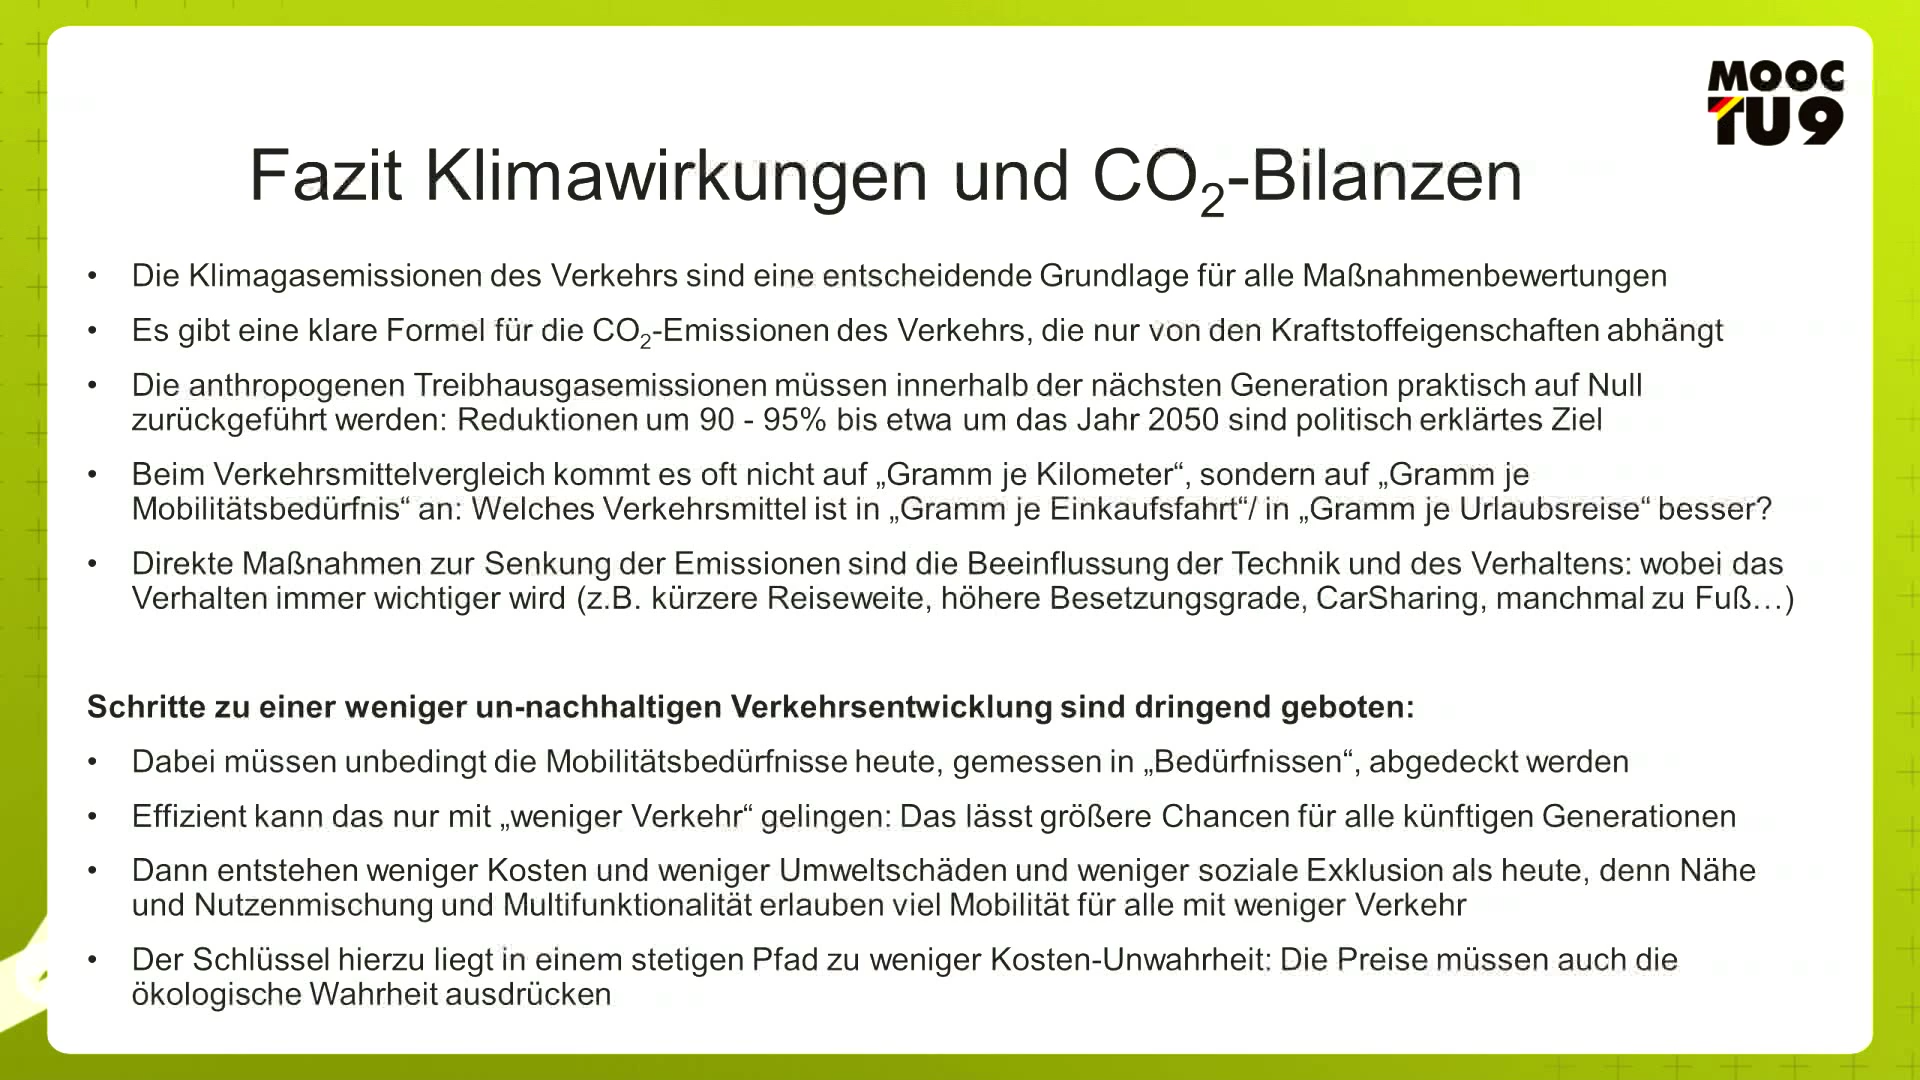 MOOC
TU9
Fazit Klimawirkungen und CO₂-Bilanzen
• Die Klimagasemissionen des Verkehrs sind eine entscheidende Grundlage für alle Maßnahmenbewertungen
• Es gibt eine klare Formel für die CO₂-Emissionen des Verkehrs, die nur von den Kraftstoffeigenschaften abhängt
• Die anthropogenen Treibhausgasemissionen müssen innerhalb der nächsten Generation praktisch auf Null
zurückgeführt werden: Reduktionen um 90 - 95% bis etwa um das Jahr 2050 sind politisch erklärtes Ziel
• Beim Verkehrsmittelvergleich kommt es oft nicht auf „Gramm je Kilometer“, sondern auf „Gramm je
Mobilitätsbedürfnis“ an: Welches Verkehrsmittel ist in „Gramm je Einkaufsfahrt“/ in „Gramm je Urlaubsreise“ besser?
• Direkte Maßnahmen zur Senkung der Emissionen sind die Beeinflussung der Technik und des Verhaltens: wobei das
Verhalten immer wichtiger wird (z.B. kürzere Reiseweite, höhere Besetzungsgrade, CarSharing, manchmal zu Fuß…)
Schritte zu einer weniger un-nachhaltigen Verkehrsentwicklung sind dringend geboten:
• Dabei müssen unbedingt die Mobilitätsbedürfnisse heute, gemessen in „Bedürfnissen“, abgedeckt werden
• Effizient kann das nur mit „weniger Verkehr“ gelingen: Das lässt größere Chancen für alle künftigen Generationen
• Dann entstehen weniger Kosten und weniger Umweltschäden und weniger soziale Exklusion als heute, denn Nähe
und Nutzenmischung und Multifunktionalität erlauben viel Mobilität für alle mit weniger Verkehr
• Der Schlüssel hierzu liegt in einem stetigen Pfad zu weniger Kosten-Unwahrheit: Die Preise müssen auch die
ökologische Wahrheit ausdrücken